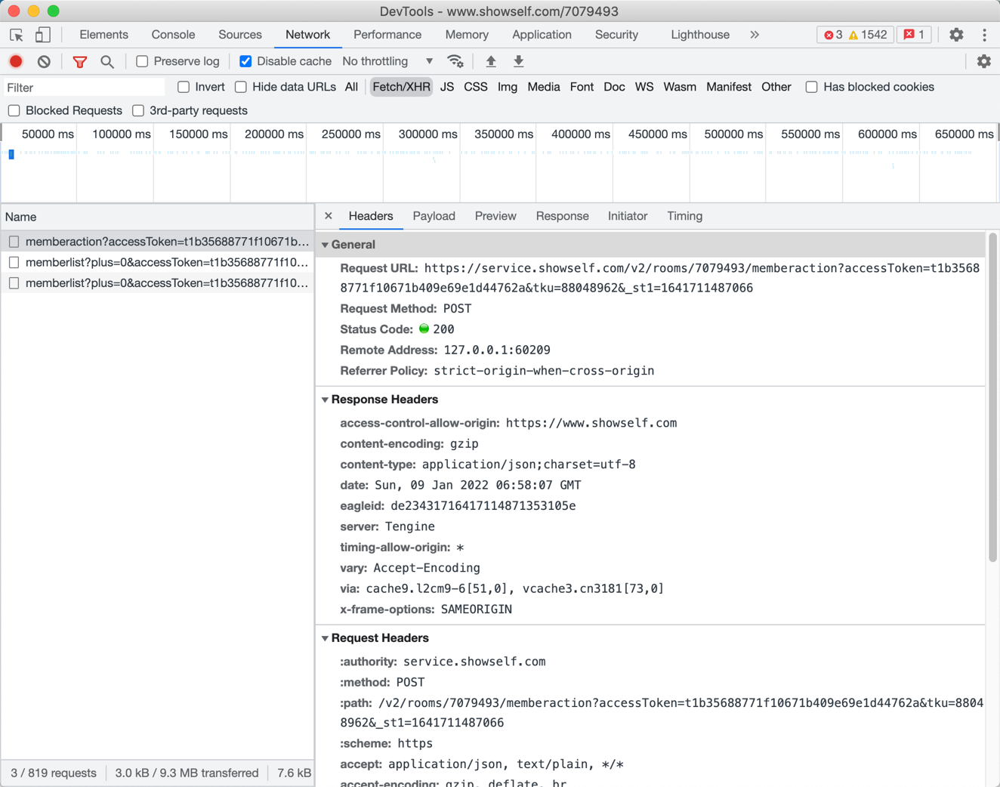 DevTools - www.showself.com/7079493
Elements Console Sources Network Performance Memory Application Security Lighthouse » 3 1542 1
Preserve log Disable cache No throttling
Filter Invert Hide data URLs All Fetch/XHR JS CSS Img Media Font Doc WS Wasm Manifest Other Has blocked cookies
Blocked Requests 3rd-party requests
50000 ms 100000 ms 150000 ms 200000 ms 250000 ms 300000 ms 350000 ms 400000 ms 450000 ms 500000 ms 550000 ms 600000 ms 650000 ms
Name
memberaction?accessToken=t1b35688771f10671b…
memberlist?plus=0&accessToken=t1b35688771f10…
memberlist?plus=0&accessToken=t1b35688771f10…
3 / 819 requests 3.0 kB / 9.3 MB transferred 7.6 kB
× Headers Payload Preview Response Initiator Timing
General
Request URL: https://service.showself.com/v2/rooms/7079493/memberaction?accessToken=t1b3568
8771f10671b409e69e1d44762a&tku=88048962&_st1=1641711487066
Request Method: POST
Status Code: 200
Remote Address: 127.0.0.1:60209
Referrer Policy: strict-origin-when-cross-origin
Response Headers
access-control-allow-origin: https://www.showself.com
content-encoding: gzip
content-type: application/json;charset=utf-8
date: Sun, 09 Jan 2022 06:58:07 GMT
eagleid: de23431716417114871353105e
server: Tengine
timing-allow-origin: *
vary: Accept-Encoding
via: cache9.l2cm9-6[51,0], vcache3.cn3181[73,0]
x-frame-options: SAMEORIGIN
Request Headers
:authority: service.showself.com
:method: POST
:path: /v2/rooms/7079493/memberaction?accessToken=t1b35688771f10671b409e69e1d44762a&tku=8804
8962&_st1=1641711487066
:scheme: https
accept: application/json, text/plain, */*
accept-encoding: gzip, deflate, br